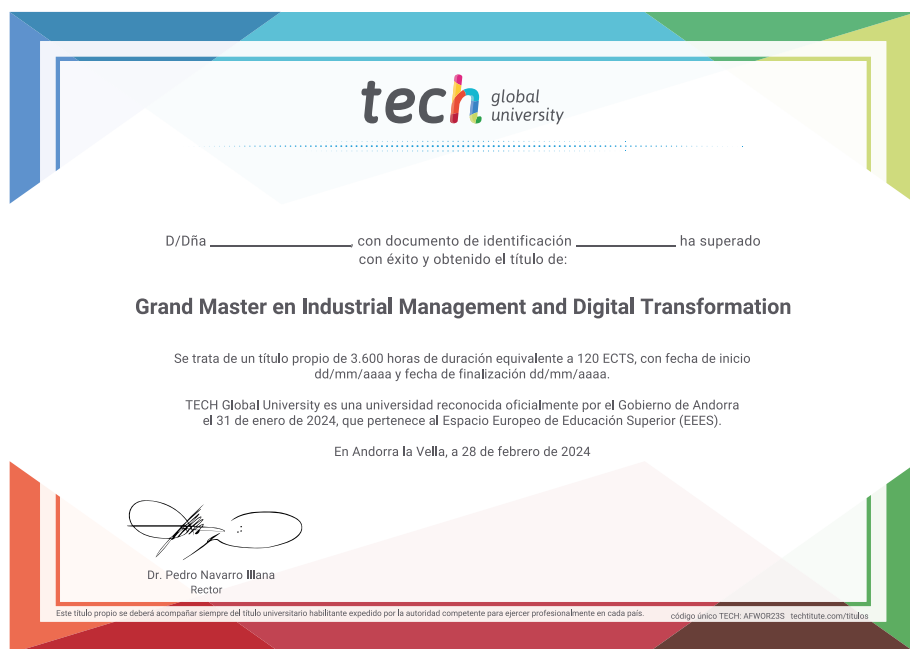 tech global university
D/Dña ____________, con documento de identificación ____________ ha superado
con éxito y obtenido el título de:
Grand Master en Industrial Management and Digital Transformation
Se trata de un título propio de 3.600 horas de duración equivalente a 120 ECTS, con fecha de inicio
dd/mm/aaaa y fecha de finalización dd/mm/aaaa.
TECH Global University es una universidad reconocida oficialmente por el Gobierno de Andorra
el 31 de enero de 2024, que pertenece al Espacio Europeo de Educación Superior (EEES).
En Andorra la Vella, a 28 de febrero de 2024
Dr. Pedro Navarro Illana
Rector
Este título propio se deberá acompañar siempre del título universitario habilitante expedido por la autoridad competente para ejercer profesionalmente en cada país.
código único TECH: AFWOR23S techtitute.com/titulos